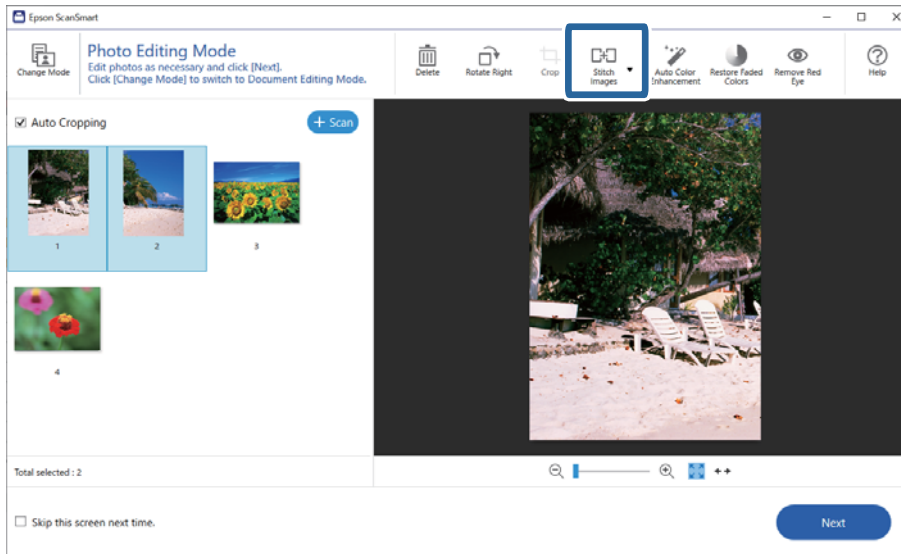 Epson ScanSmart
Change Mode
Photo Editing Mode
Edit photos as necessary and click [Next].
Click [Change Mode] to switch to Document Editing Mode.
Delete
Rotate Right
Crop
Stitch
Images
Auto Color
Enhancement
Restore Faded
Colors
Remove Red
Eye
Help
Auto Cropping
+ Scan
1
2
3
4
Total selected : 2
Skip this screen next time.
Next